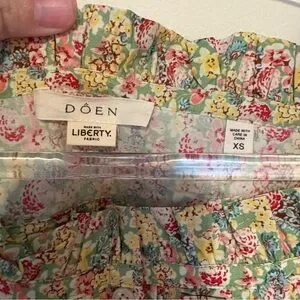 DÔEN
MADE WITH
LIBERTY
FABRIC
MADE WITH
CARE IN
CHINA
XS